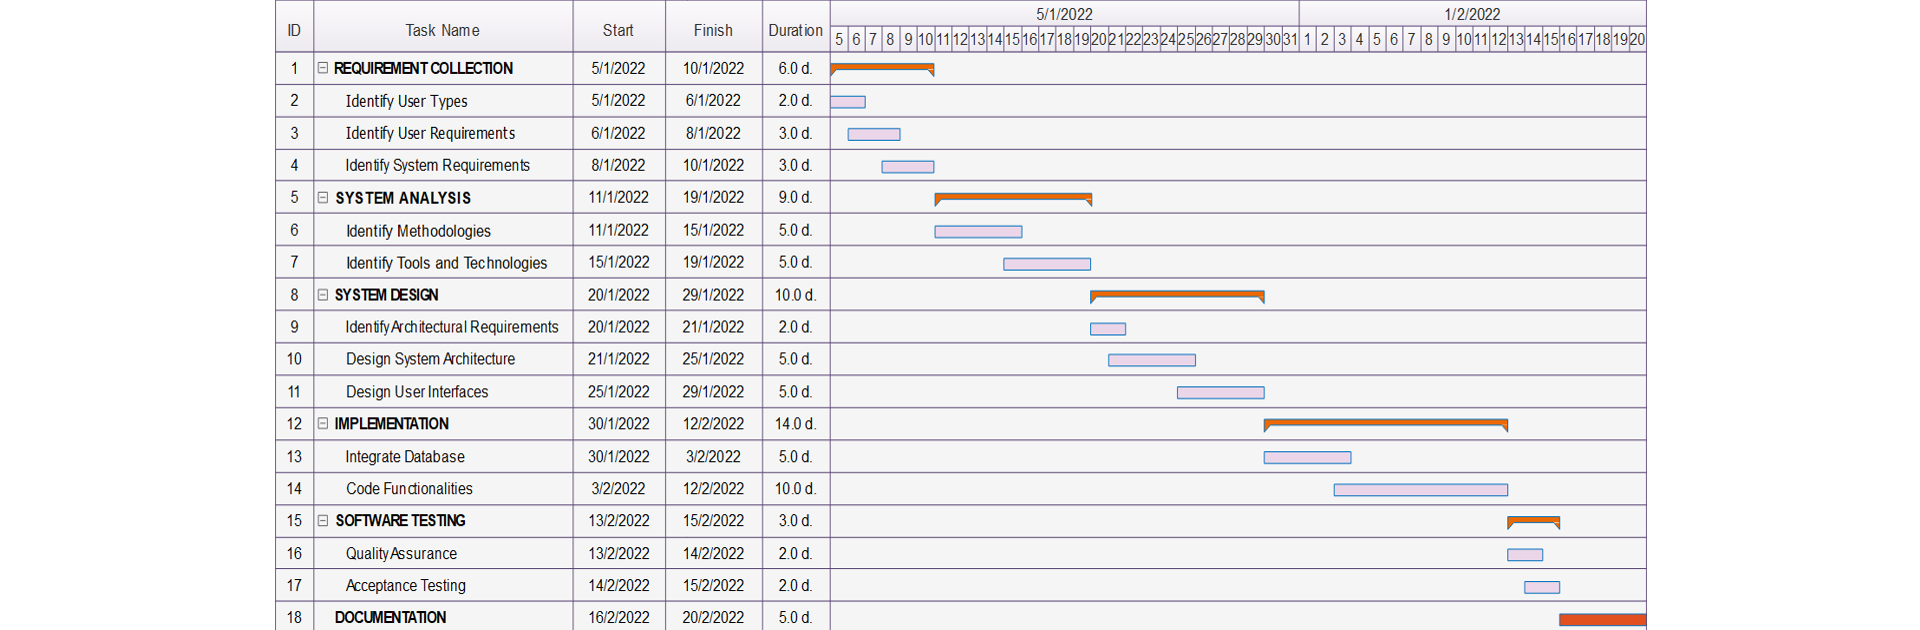 5/1/2022 1/2/2022
ID Task Name Start Finish Duration
5 6 7 8 9 10 11 12 13 14 15 16 17 18 19 20 21 22 23 24 25 26 27 28 29 30 31 1 2 3 4 5 6 7 8 9 10 11 12 13 14 15 16 17 18 19 20
1 REQUIREMENT COLLECTION 5/1/2022 10/1/2022 6.0 d.
2 Identify User Types 5/1/2022 6/1/2022 2.0 d.
3 Identify User Requirements 6/1/2022 8/1/2022 3.0 d.
4 Identify System Requirements 8/1/2022 10/1/2022 3.0 d.
5 SYSTEM ANALYSIS 11/1/2022 19/1/2022 9.0 d.
6 Identify Methodologies 11/1/2022 15/1/2022 5.0 d.
7 Identify Tools and Technologies 15/1/2022 19/1/2022 5.0 d.
8 SYSTEM DESIGN 20/1/2022 29/1/2022 10.0 d.
9 Identify Architectural Requirements 20/1/2022 21/1/2022 2.0 d.
10 Design System Architecture 21/1/2022 25/1/2022 5.0 d.
11 Design User Interfaces 25/1/2022 29/1/2022 5.0 d.
12 IMPLEMENTATION 30/1/2022 12/2/2022 14.0 d.
13 Integrate Database 30/1/2022 3/2/2022 5.0 d.
14 Code Functionalities 3/2/2022 12/2/2022 10.0 d.
15 SOFTWARE TESTING 13/2/2022 15/2/2022 3.0 d.
16 Quality Assurance 13/2/2022 14/2/2022 2.0 d.
17 Acceptance Testing 14/2/2022 15/2/2022 2.0 d.
18 DOCUMENTATION 16/2/2022 20/2/2022 5.0 d.